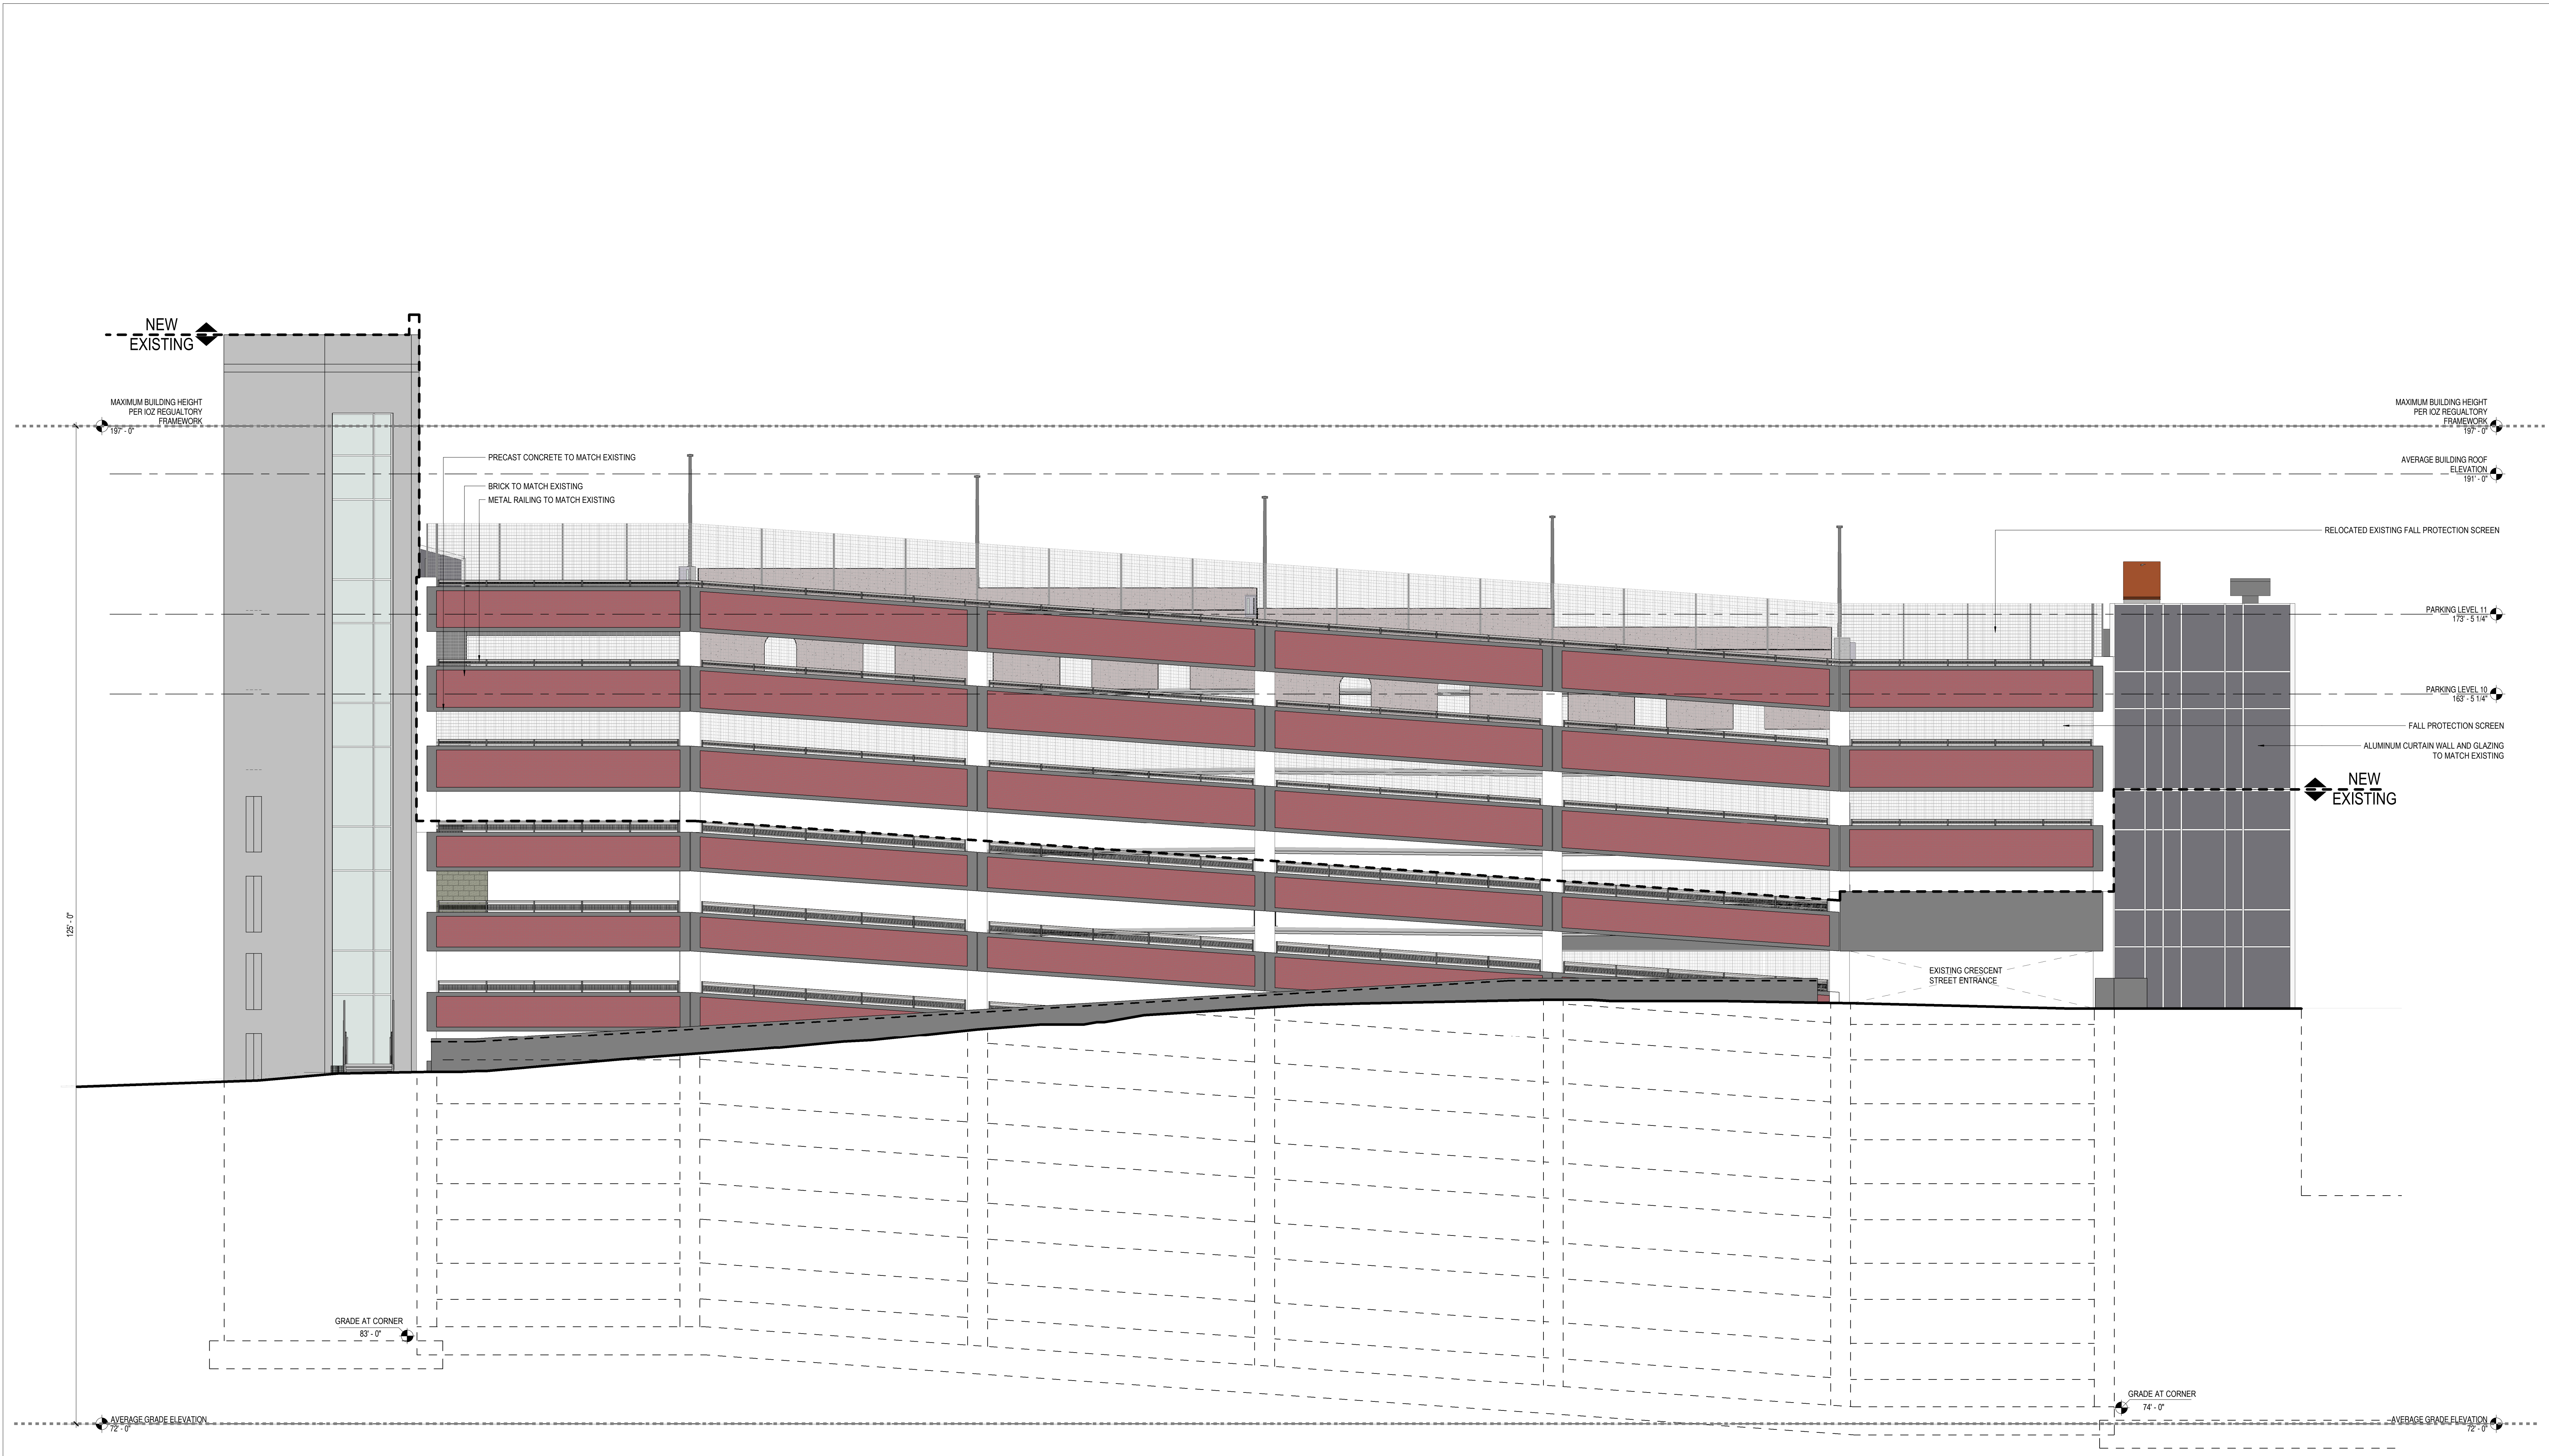 NEW
EXISTING
MAXIMUM BUILDING HEIGHT
PER IOZ REGUALTORY
FRAMEWORK
197' - 0"
MAXIMUM BUILDING HEIGHT
PER IOZ REGUALTORY
FRAMEWORK
197' - 0"
PRECAST CONCRETE TO MATCH EXISTING
AVERAGE BUILDING ROOF
ELEVATION
191' - 0"
BRICK TO MATCH EXISTING
METAL RAILING TO MATCH EXISTING
RELOCATED EXISTING FALL PROTECTION SCREEN
PARKING LEVEL 11
173' - 5 1/4"
PARKING LEVEL 10
163' - 5 1/4"
FALL PROTECTION SCREEN
ALUMINUM CURTAIN WALL AND GLAZING
TO MATCH EXISTING
NEW
EXISTING
125' - 0"
EXISTING CRESCENT
STREET ENTRANCE
GRADE AT CORNER
83' - 0"
GRADE AT CORNER
74' - 0"
AVERAGE GRADE ELEVATION
72' - 0"
AVERAGE GRADE ELEVATION
72' - 0"